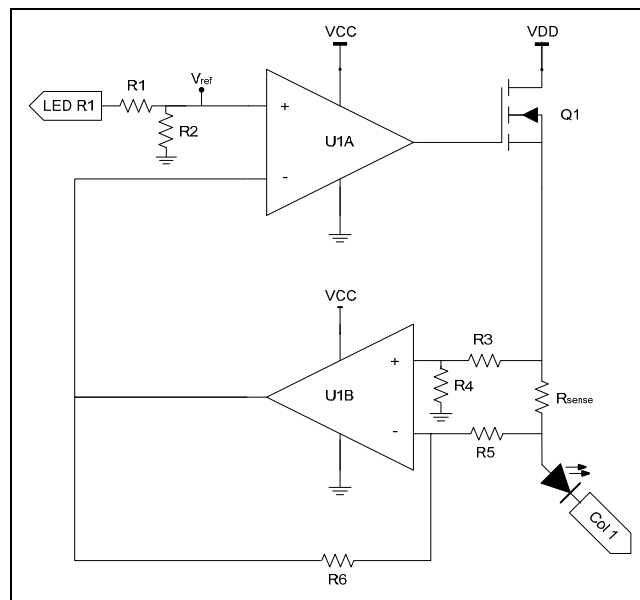 VCC
VDD
LED R1
R1
Vref
R2
+
-
U1A
Q1
VCC
+
-
U1B
R3
R4
Rsense
R5
Col 1
R6